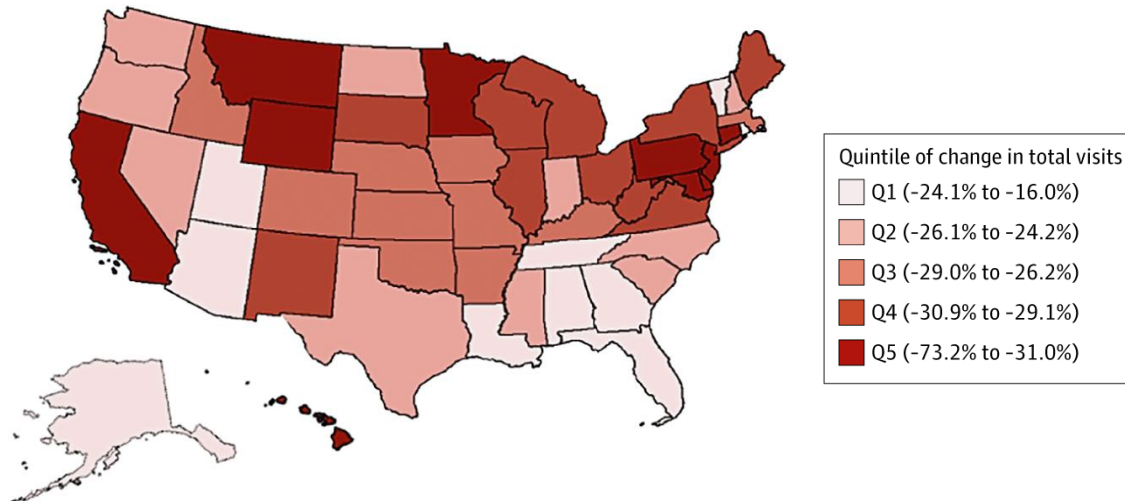 Quintile of change in total visits
Q1 (-24.1% to -16.0%)
Q2 (-26.1% to -24.2%)
Q3 (-29.0% to -26.2%)
Q4 (-30.9% to -29.1%)
Q5 (-73.2% to -31.0%)